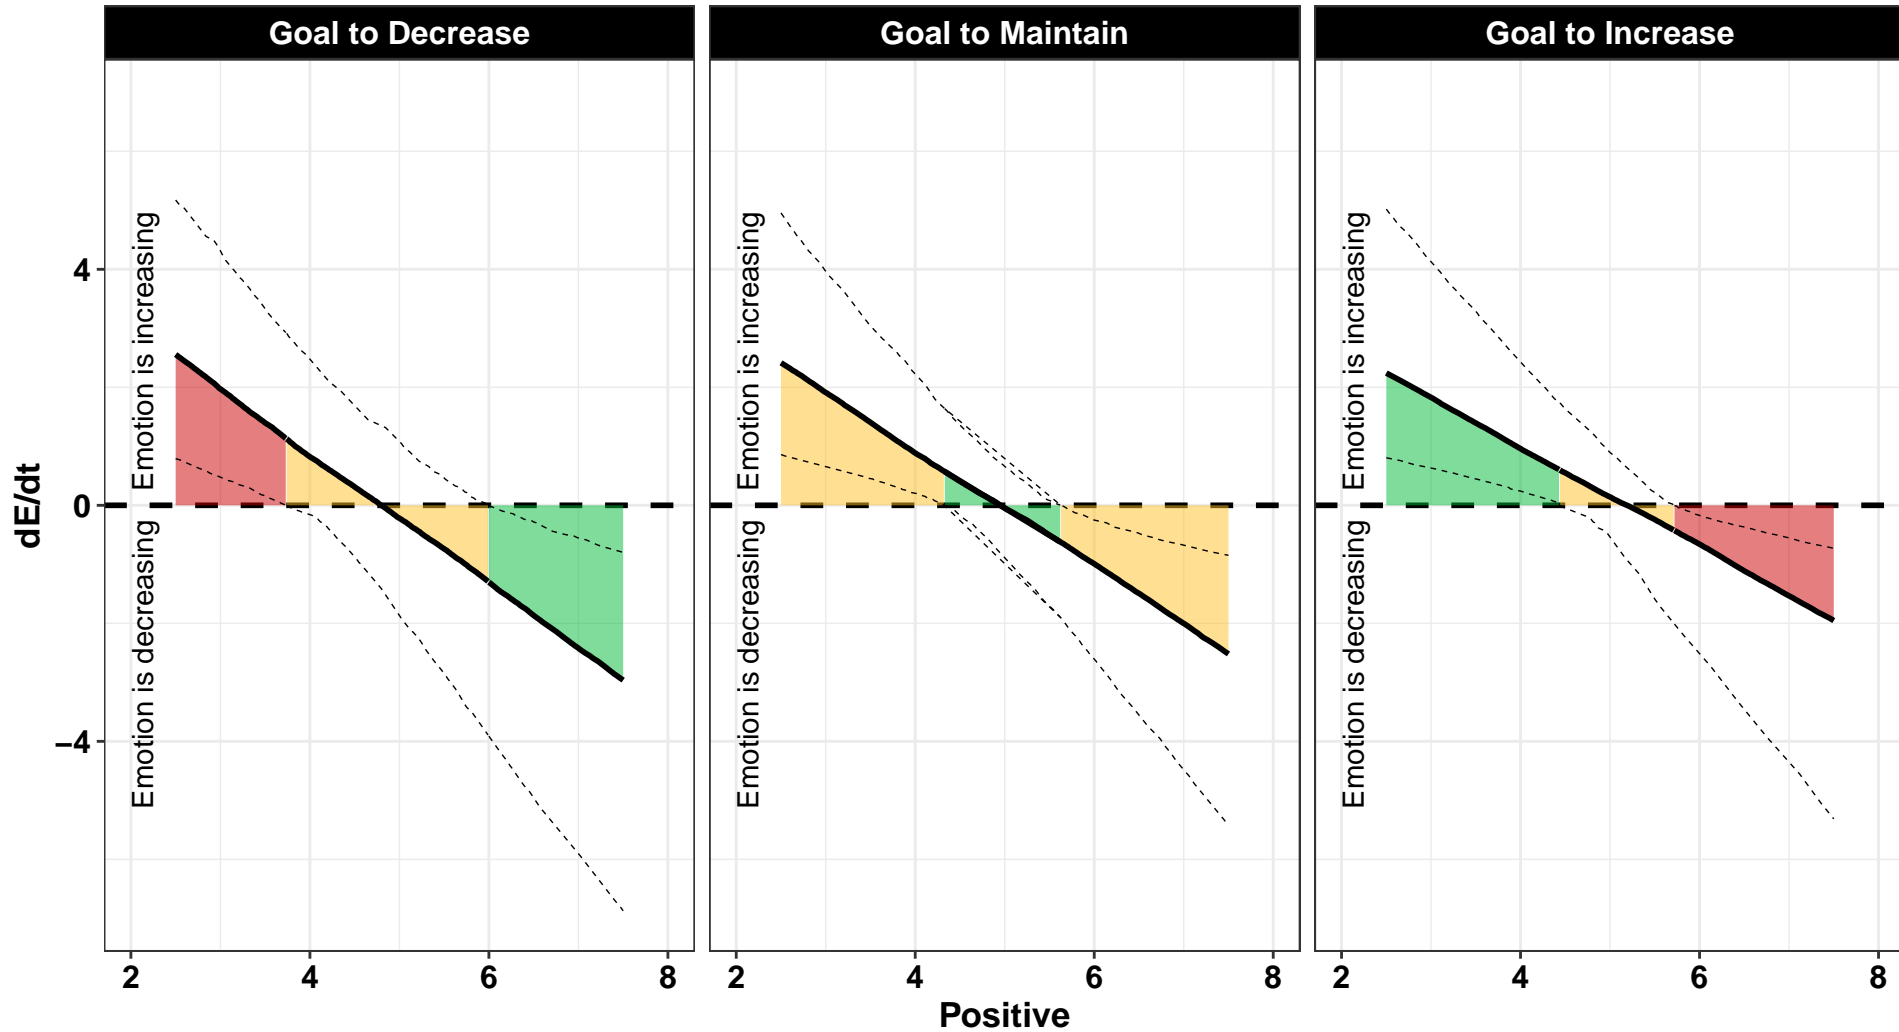 Goal to Decrease
Goal to Maintain
Goal to Increase
dE/dt
4
0
−4
Emotion is increasing
Emotion is decreasing
Emotion is increasing
Emotion is decreasing
Emotion is increasing
Emotion is decreasing
2 4 6 8
2 4 6 8
2 4 6 8
Positive